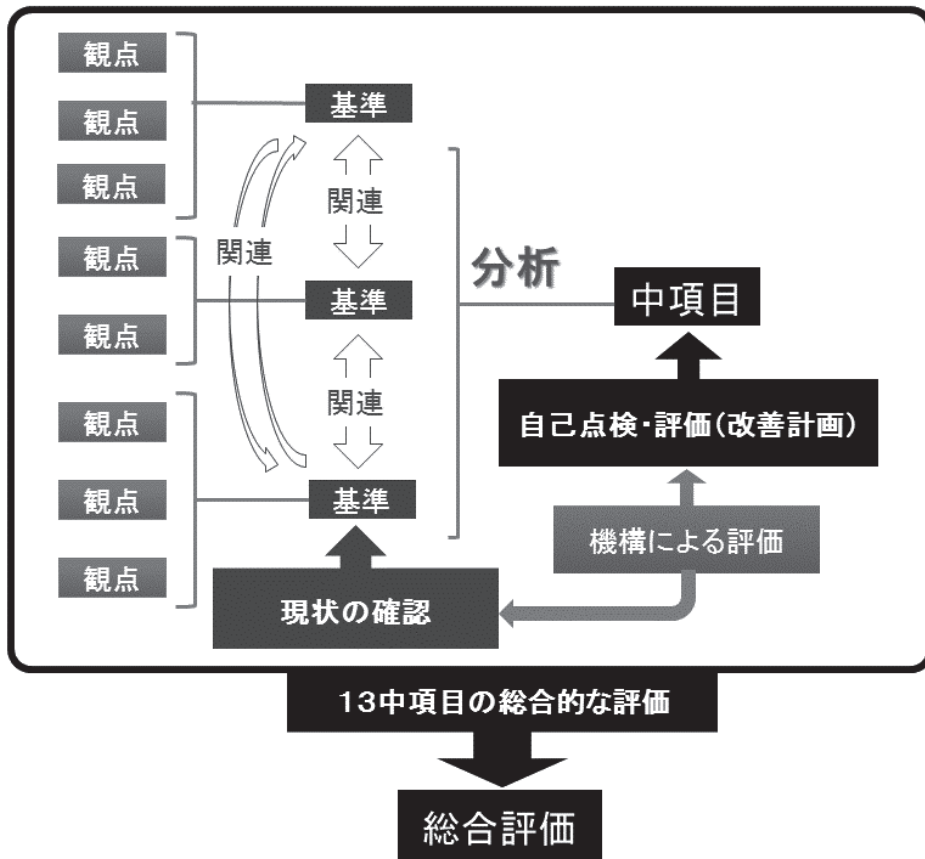 観点
観点
観点
基準
関連
関連
観点
観点
基準
関連
観点
観点
観点
基準
分析
中項目
自己点検・評価(改善計画)
機構による評価
現状の確認
13中項目の総合的な評価
総合評価